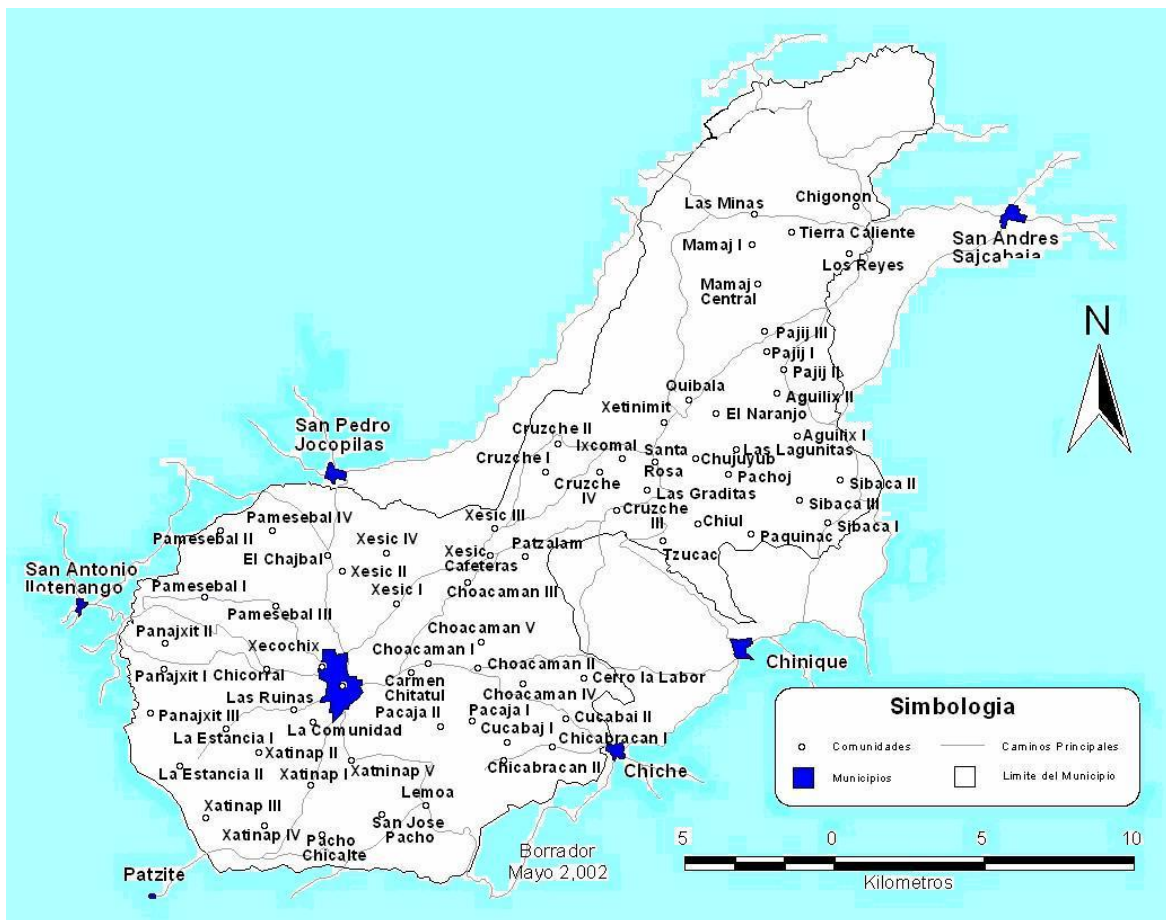 Las Minas
Chigonon
Tierra Caliente
Mamaj I
San Andres
Sajcabaja
Los Reyes
Mamaj
Central
N
Pajij III
Pajij I
Pajij II
Quibala
Aguilix II
Xetinimit
El Naranjo
San Pedro
Jocopilas
Cruzche II
Aguilix I
Ixcomal
Santa
Rosa
Las Lagunitas
Cruzche I
Chujuyub
Cruzche
IV
Pachoj
Sibaca II
Las Graditas
Sibaca III
Xesic III
Cruzche
III
Pamesebal IV
Chiul
Sibaca I
Pamesebal II
Xesic IV
Patzalam
Paquinac
El Chajbal
Xesic
Cafeteras
Tzucac
San Antonio
Ilotenango
Xesic II
Pamesebal I
Xesic I
Choacaman III
Pamesebal III
Panajxit II
Choacaman V
Xecochix
Choacaman I
Chinique
Panajxit I
Chicorral
Choacaman II
Carmen
Chitatul
Cerro la Labor
Las Ruinas
Choacaman IV
Simbologia
Panajxit III
Pacaja II
Pacaja I
Cucabaj II
La Comunidad
Cucabaj I
La Estancia I
Chicabracan I
Comunidades
Caminos Principales
Xatinap II
Chicabracan II
Chiche
La Estancia II
Xatinap I
Xatninap V
Municipios
Limite del Municipio
Lemoa
Xatinap III
San Jose
Pacho
Xatinap IV
Pacho
Chicalte
5
0
5
10
Borrador
Mayo 2,002
Patzite
Kilometros